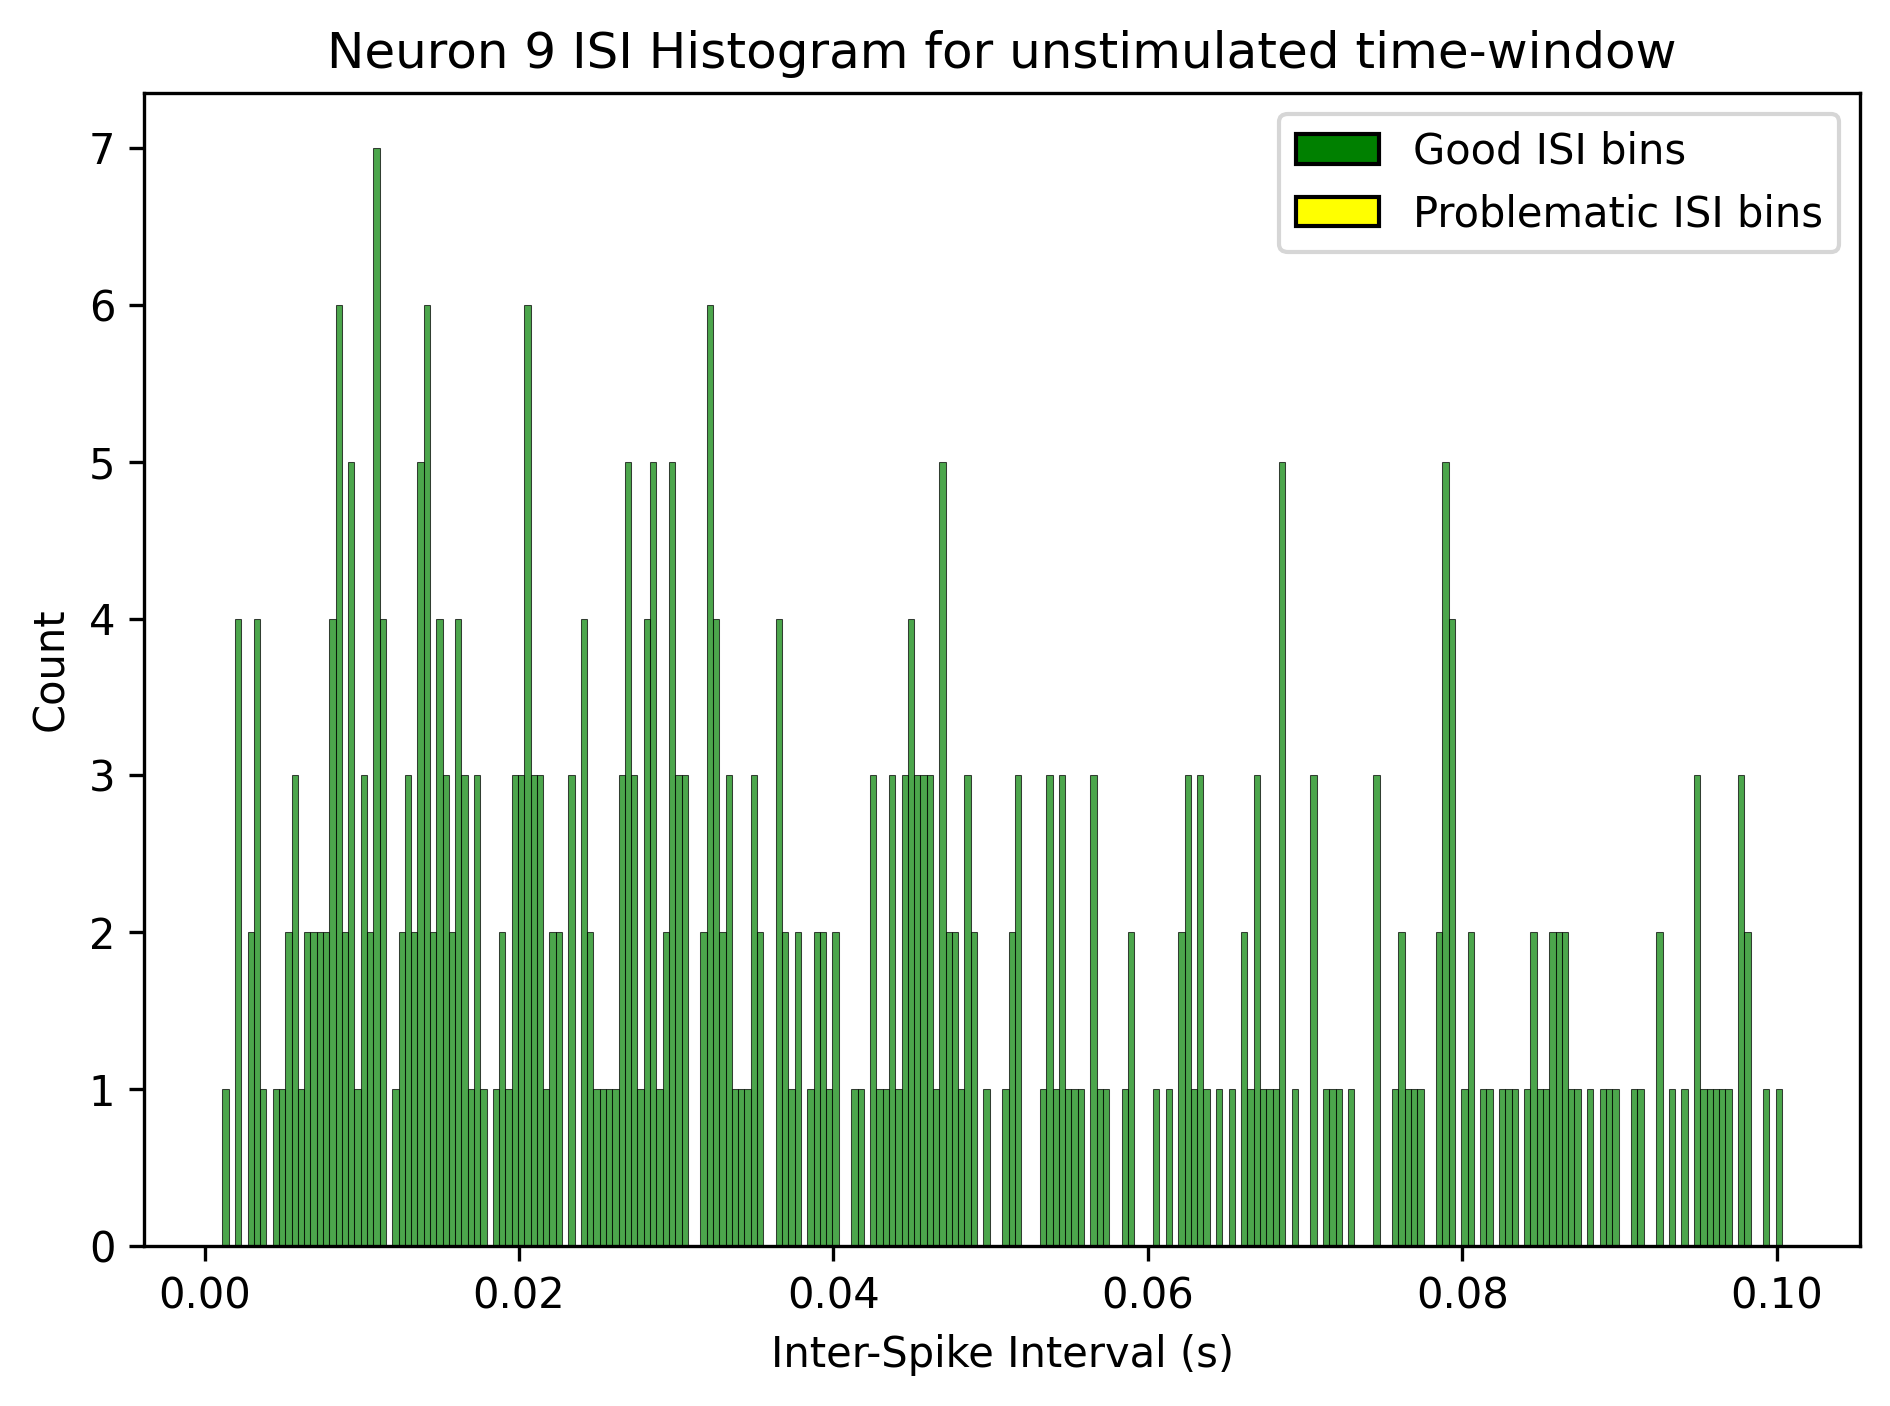 Neuron 9 ISI Histogram for unstimulated time-window
Good ISI bins
Problematic ISI bins
7
6
5
4
3
2
1
0
Count
0.00 0.02 0.04 0.06 0.08 0.10
Inter-Spike Interval (s)